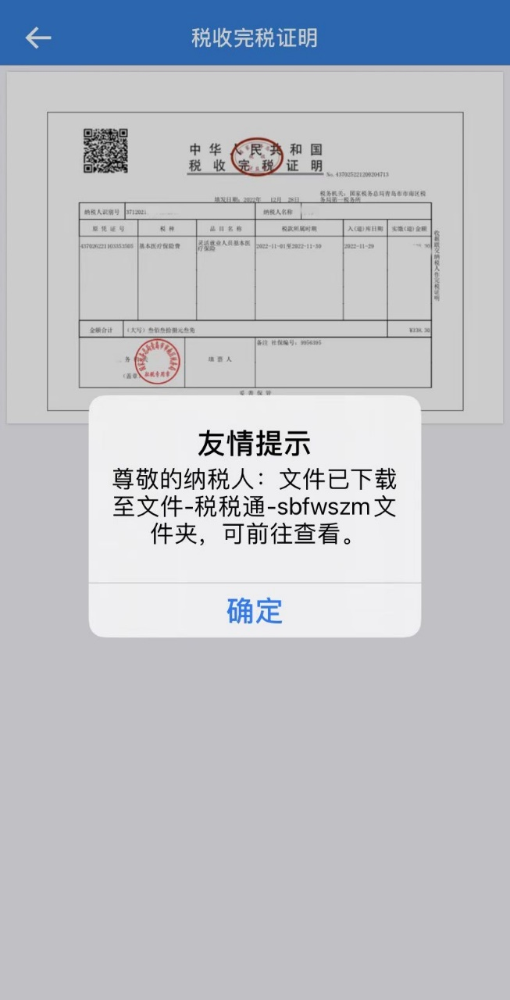 税收完税证明
中华人民共和国
税收完税证明
No. 437025221200204713
填发日期: 2022年 12月 28日
税务机关: 国家税务总局青岛市市南区税
务局第一税务所
纳税人识别号 3712021 纳税人名称
原凭证号 税种 品目名称 税款所属时期 入(退)库日期 实缴(退)金额
437026221103353505 基本医疗保险费 灵活就业人员基本医
疗保险 2022-11-01至2022-11-30 2022-11-29
金额合计 (大写) 叁佰叁拾捌元叁角 ¥338.30
备注 社保编号: 9956395
填票人
(盖章)
征税专用章
收据联交纳税人作完税证明
妥善保管
友情提示
尊敬的纳税人：文件已下载
至文件-税税通-sbfwszm文
件夹，可前往查看。
确定